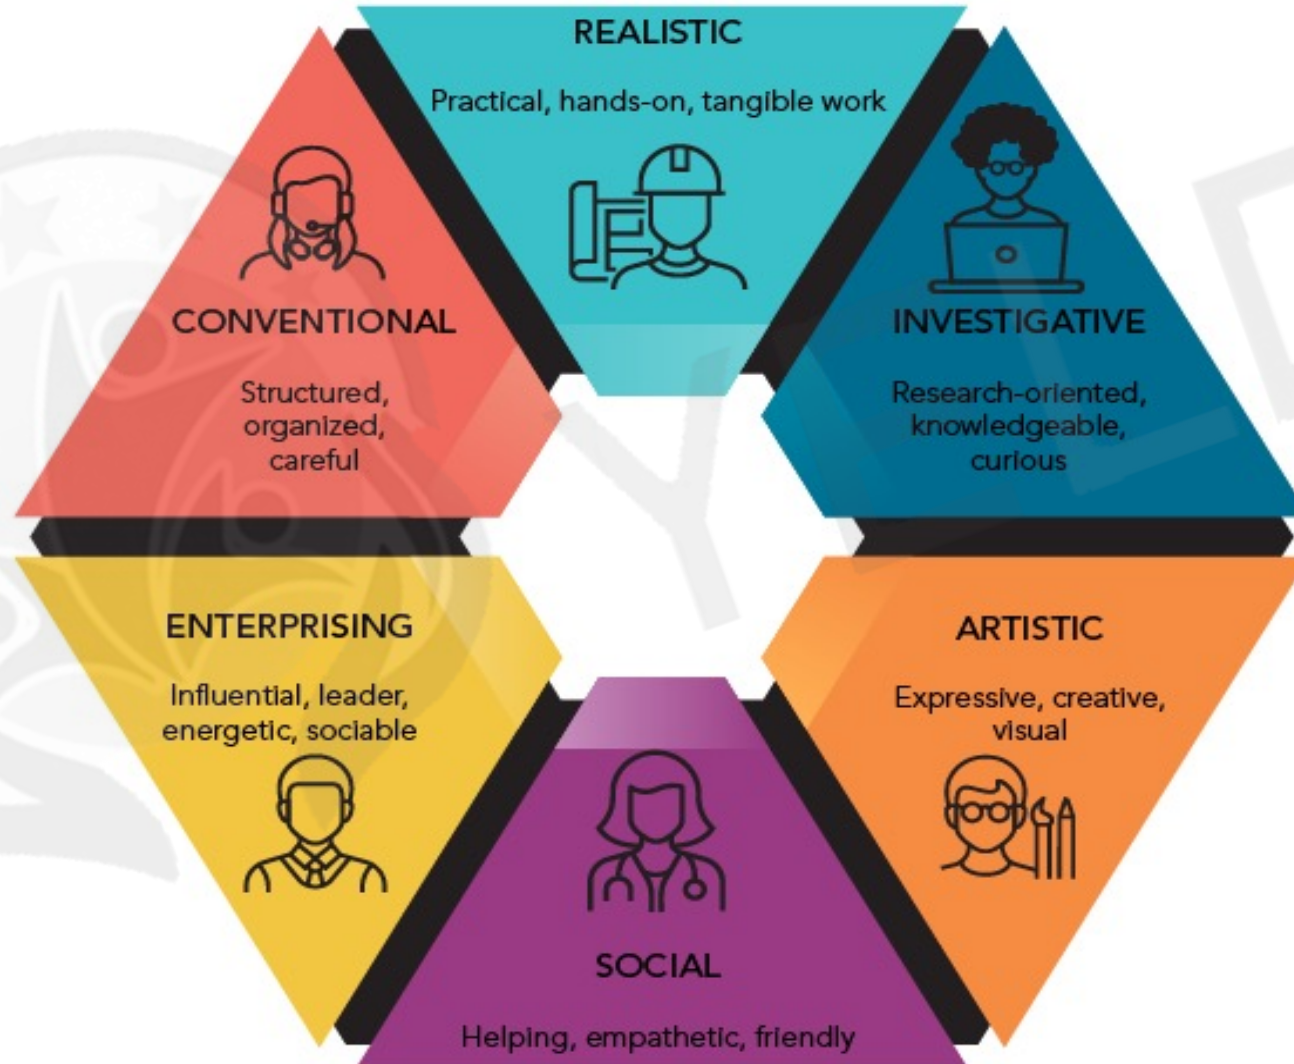 REALISTIC
Practical, hands-on, tangible work
CONVENTIONAL
Structured,
organized,
careful
INVESTIGATIVE
Research-oriented,
knowledgeable,
curious
ENTERPRISING
Influential, leader,
energetic, sociable
ARTISTIC
Expressive, creative,
visual
SOCIAL
Helping, empathetic, friendly